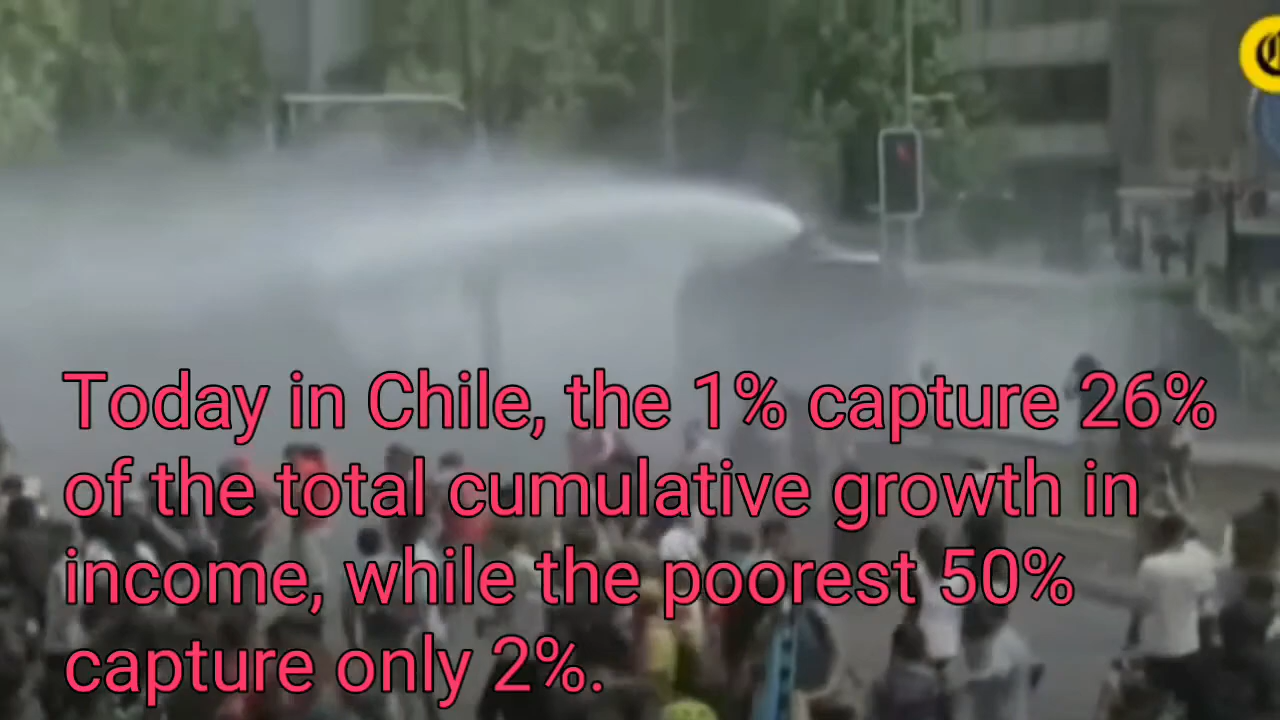 Today in Chile, the 1% capture 26%
of the total cumulative growth in
income, while the poorest 50%
capture only 2%.